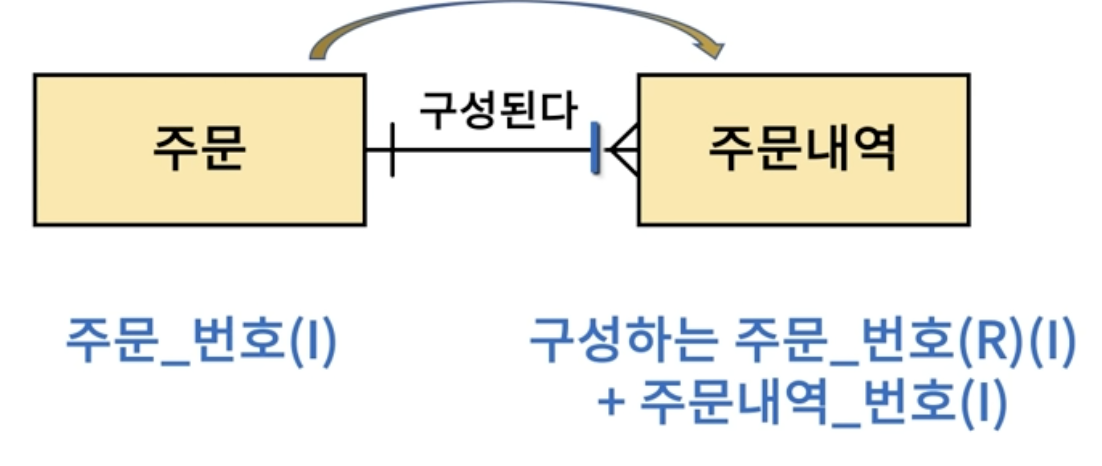 구성된다
주문
주문내역
주문_번호(I)
구성하는 주문_번호(R)(I)
+ 주문내역_번호(I)